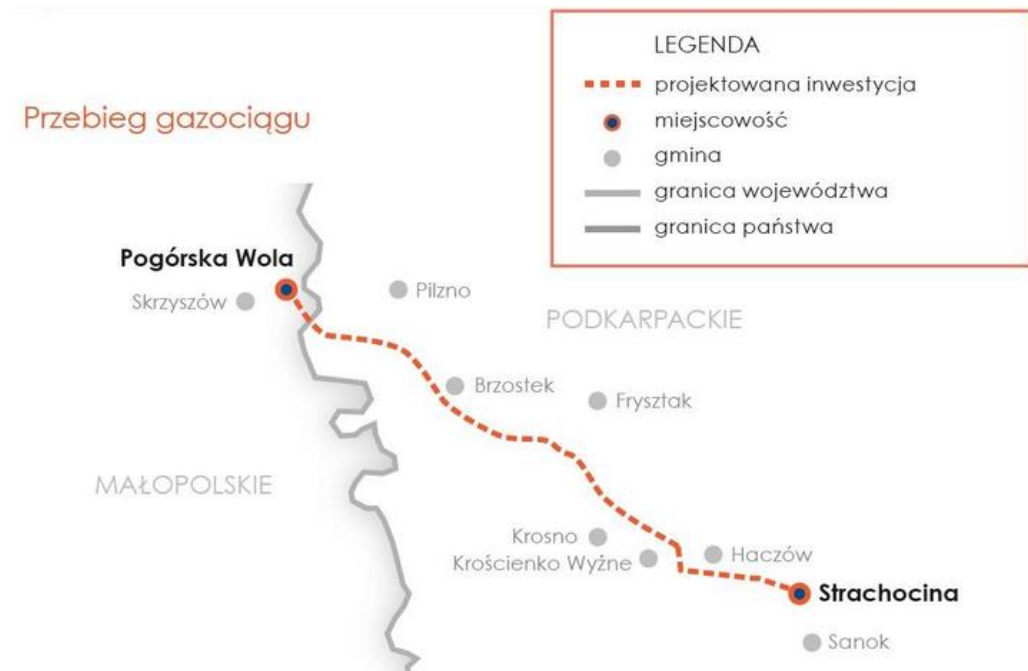 LEGENDA
projektowana inwestycja
miejscowość
gmina
granica województwa
granica państwa
Przebieg gazociągu
Pogórska Wola
Skrzyszów
Pilzno
PODKARPACKIE
Brzostek
Frysztak
MAŁOPOLSKIE
Krosno
Krościenko Wyżne
Haczów
Strachocina
Sanok